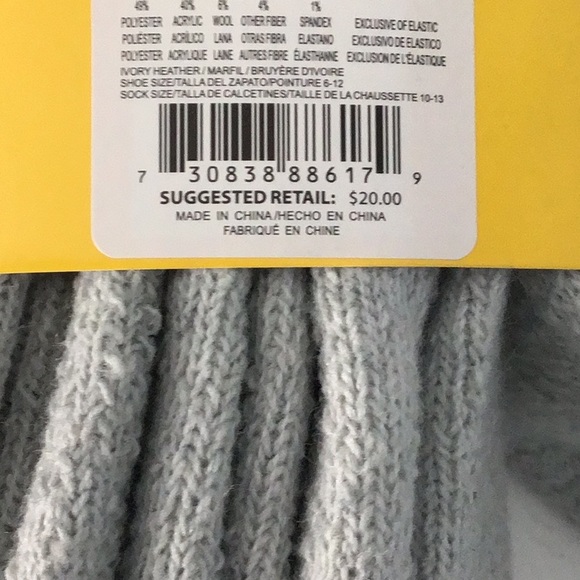 49% 40% 6% 4% 1%
POLYESTER ACRYLIC WOOL OTHER FIBER SPANDEX EXCLUSIVE OF ELASTIC
POLIÉSTER ACRÍLICO LANA OTRAS FIBRA ELASTANO EXCLUSIVO DE ELASTICO
POLYESTER ACRYLIQUE LAINE AUTRES FIBRE ÉLASTHANNE EXCLUSION DE L'ÉLASTIQUE
IVORY HEATHER / MARFIL / BRUYÈRE D'IVOIRE
SHOE SIZE/TALLA DEL ZAPATO/POINTURE 6-12
SOCK SIZE/TALLA DE CALCETINES/TAILLE DE LA CHAUSSETTE 10-13
7 30838 88617 9
SUGGESTED RETAIL: $20.00
MADE IN CHINA/HECHO EN CHINA
FABRIQUÉ EN CHINE